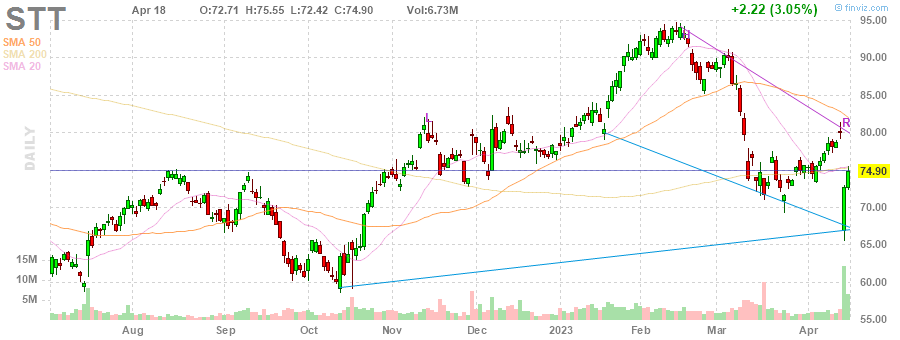 STT Apr 18 O:72.71 H:75.55 L:72.42 C:74.90 Vol:6.73M +2.22 (3.05%) © finviz.com
SMA 50
SMA 200
SMA 20
DAILY
95.00
90.00
85.00
80.00
74.90
70.00
65.00
60.00
55.00
15M
10M
5M
R
Aug Sep Oct Nov Dec 2023 Feb Mar Apr